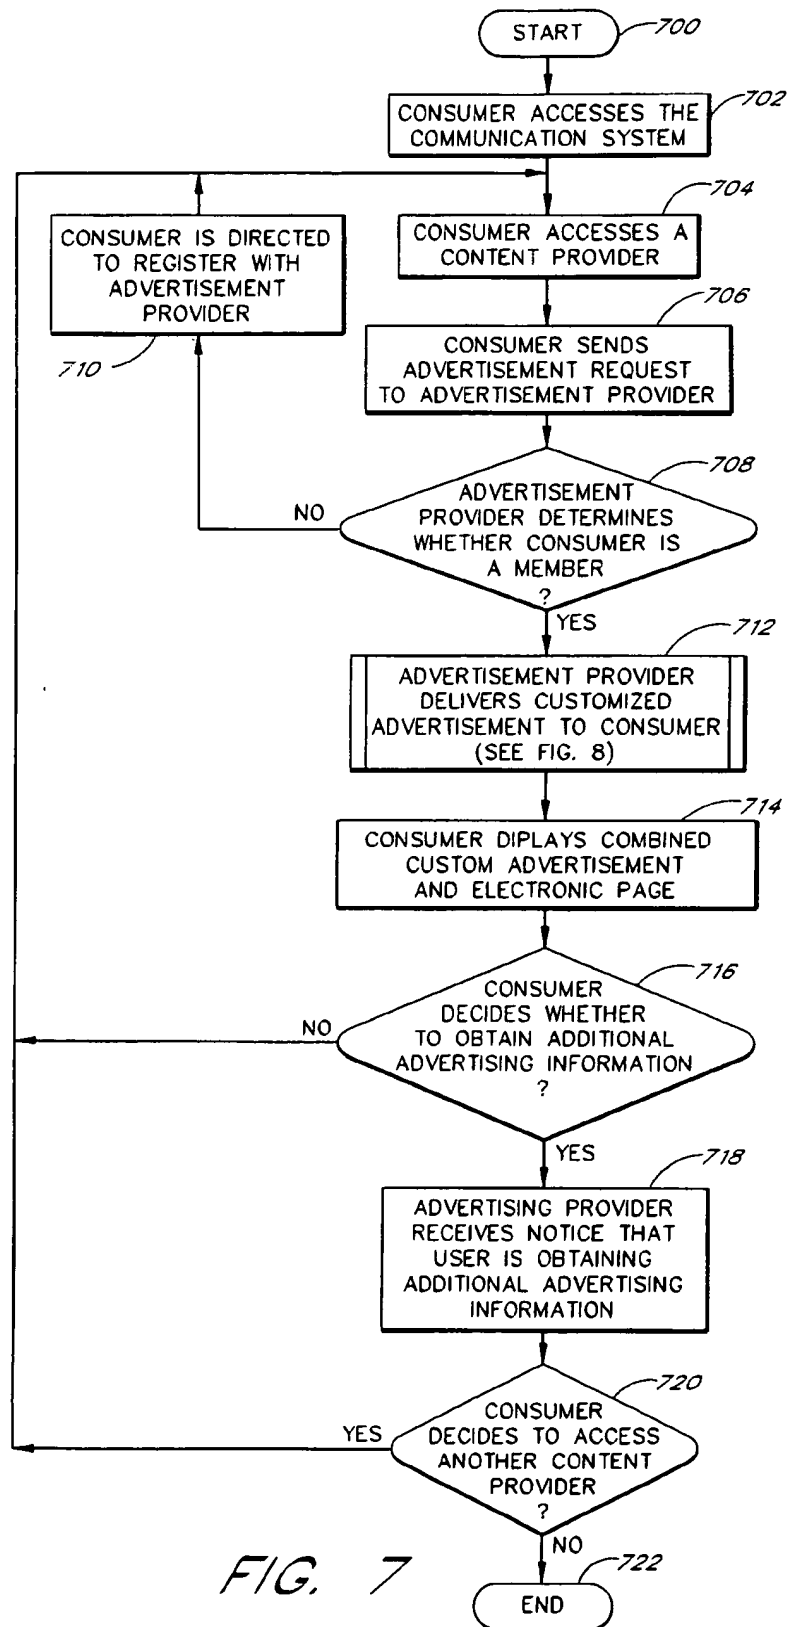 START
700
CONSUMER ACCESSES THE
COMMUNICATION SYSTEM
702
CONSUMER ACCESSES A
CONTENT PROVIDER
704
CONSUMER IS DIRECTED
TO REGISTER WITH
ADVERTISEMENT
PROVIDER
710
CONSUMER SENDS
ADVERTISEMENT REQUEST
TO ADVERTISEMENT PROVIDER
706
ADVERTISEMENT
PROVIDER DETERMINES
WHETHER CONSUMER IS
A MEMBER
?
708
NO
YES
ADVERTISEMENT PROVIDER
DELIVERS CUSTOMIZED
ADVERTISEMENT TO CONSUMER
(SEE FIG. 8)
712
CONSUMER DIPLAYS COMBINED
CUSTOM ADVERTISEMENT
AND ELECTRONIC PAGE
714
CONSUMER
DECIDES WHETHER
TO OBTAIN ADDITIONAL
ADVERTISING INFORMATION
?
716
NO
YES
ADVERTISING PROVIDER
RECEIVES NOTICE THAT
USER IS OBTAINING
ADDITIONAL ADVERTISING
INFORMATION
718
CONSUMER
DECIDES TO ACCESS
ANOTHER CONTENT
PROVIDER
?
720
YES
NO
END
722
FIG. 7